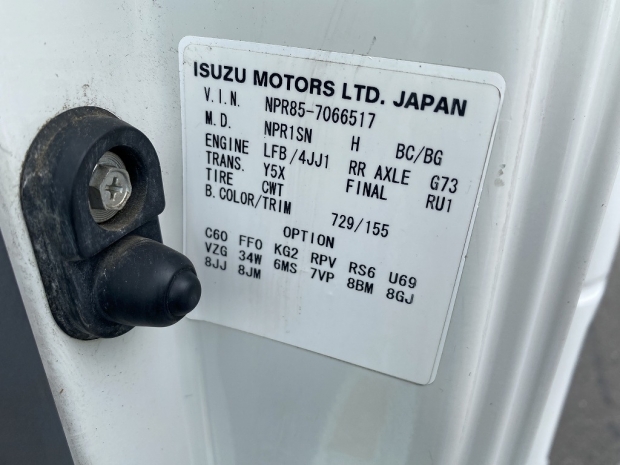 ISUZU MOTORS LTD. JAPAN
V.I.N. NPR85-7066517
M.D. NPR1SN H BC/BG
ENGINE LFB/4JJ1 RR AXLE G73
TRANS. Y5X FINAL RU1
TIRE CWT
B.COLOR/TRIM 729/155
OPTION
C60 FF0 KG2 RPV RS6 U69
VZG 34W 6MS 7VP 8BM 8GJ
8JJ 8JM